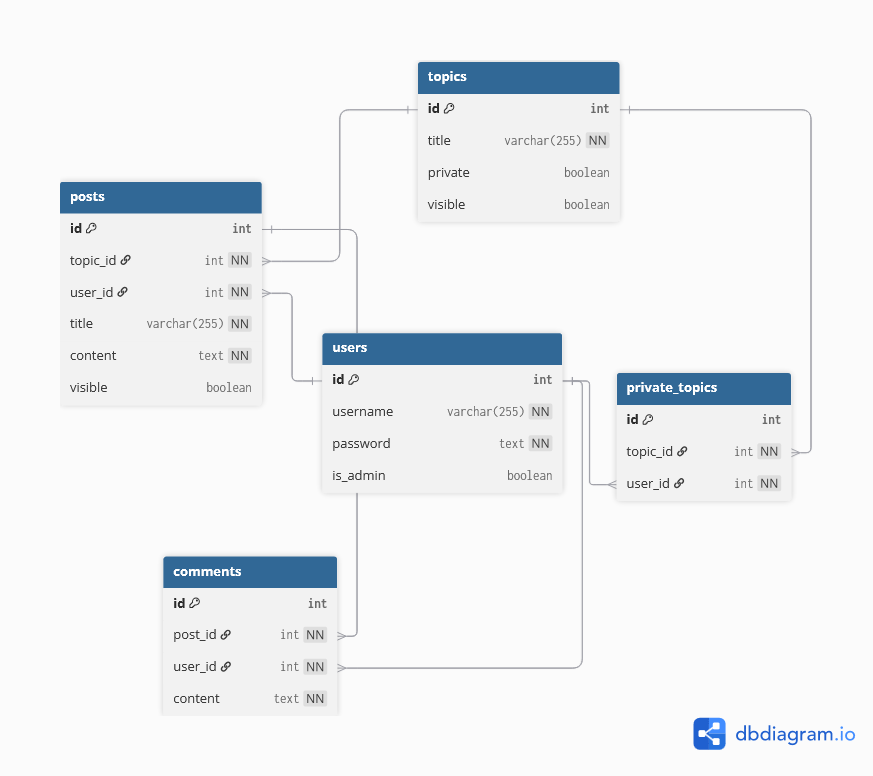 topics
id int
title varchar(255) NN
private boolean
visible boolean
posts
id int
topic_id int NN
user_id int NN
title varchar(255) NN
content text NN
visible boolean
users
id int
username varchar(255) NN
password text NN
is_admin boolean
private_topics
id int
topic_id int NN
user_id int NN
comments
id int
post_id int NN
user_id int NN
content text NN
dbdiagram.io